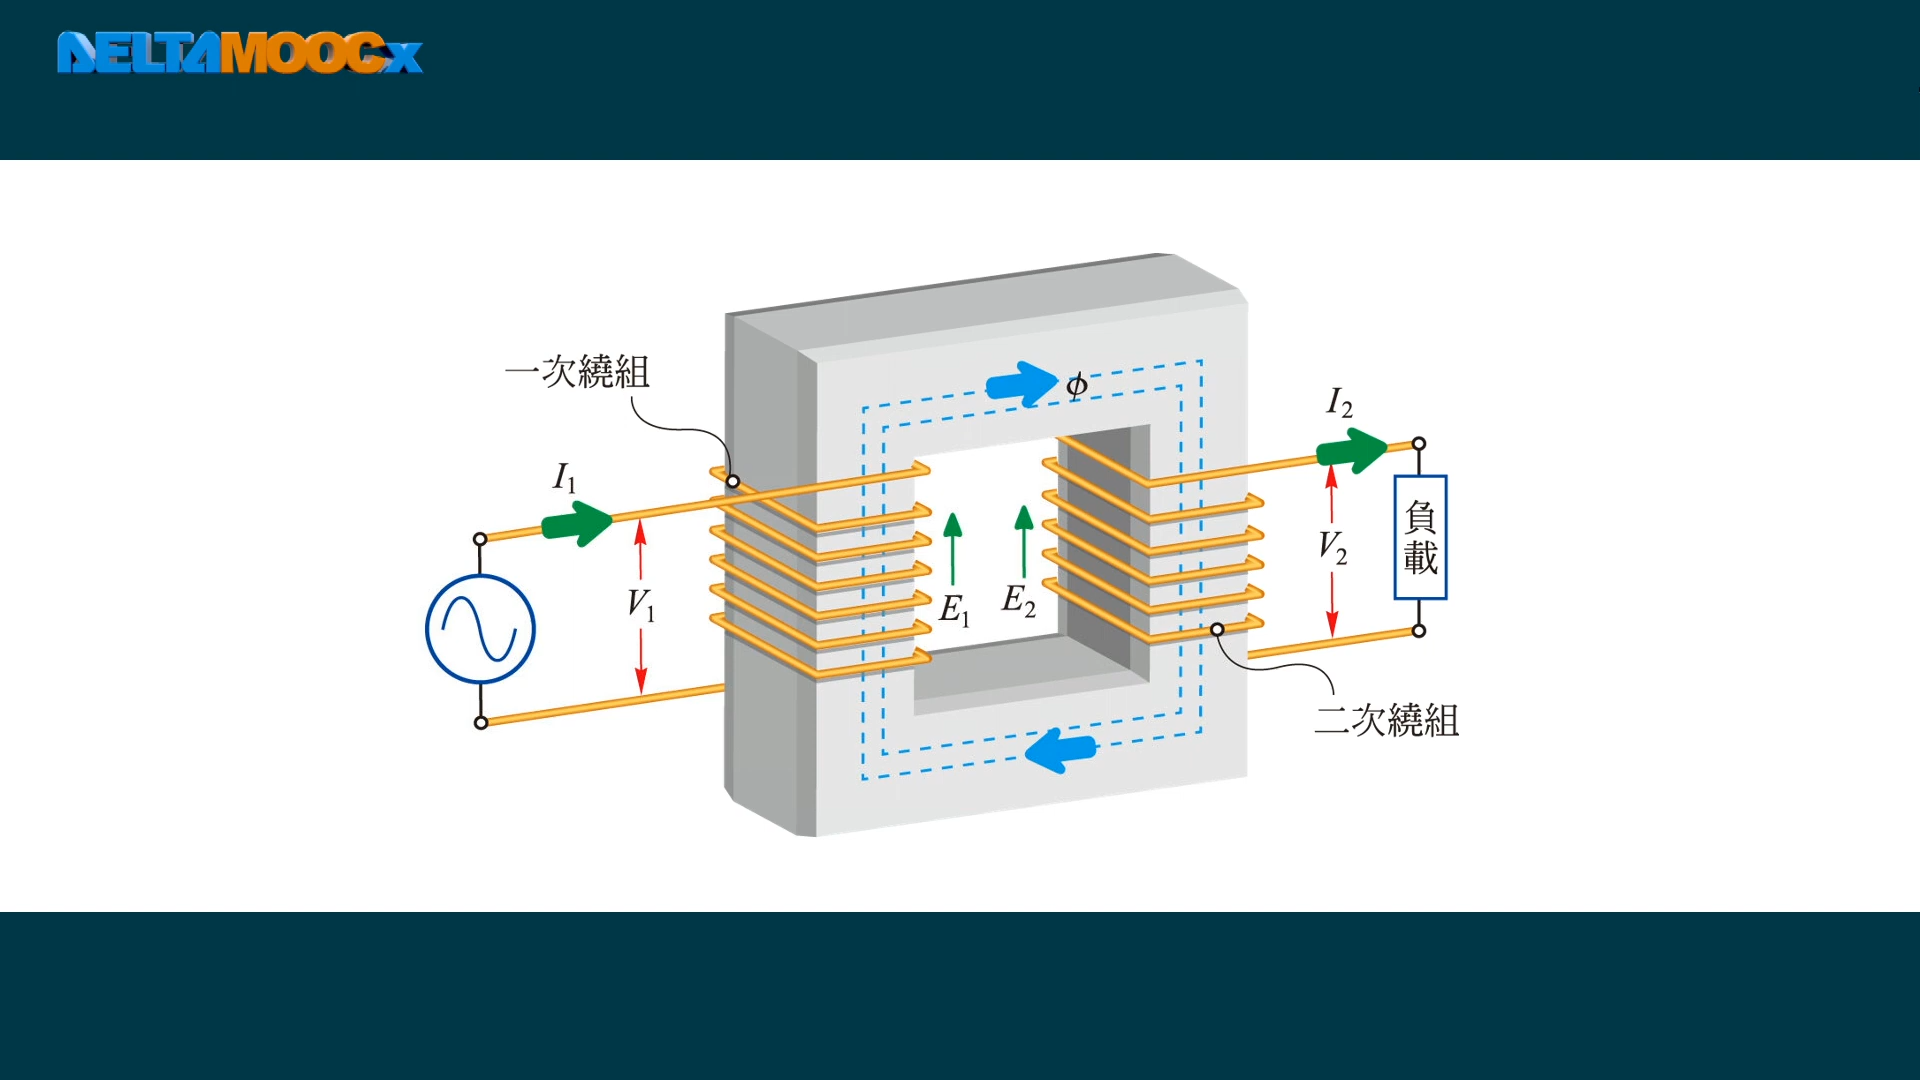 DELTAMOOCx
一次繞組
I₁
V₁
ϕ
E₁
E₂
I₂
V₂
負載
二次繞組